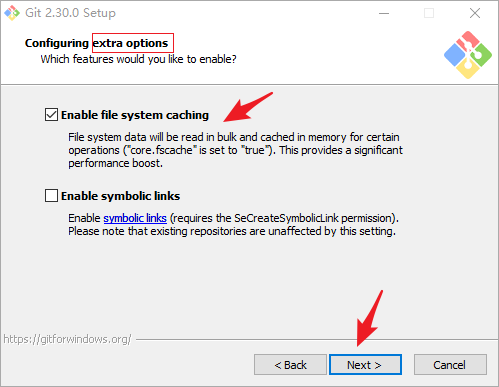 Git 2.30.0 Setup
Configuring extra options
Which features would you like to enable?
Enable file system caching
File system data will be read in bulk and cached in memory for certain
operations ("core.fscache" is set to "true"). This provides a significant
performance boost.
Enable symbolic links
Enable symbolic links (requires the SeCreateSymbolicLink permission).
Please note that existing repositories are unaffected by this setting.
https://gitforwindows.org/
< Back
Next >
Cancel